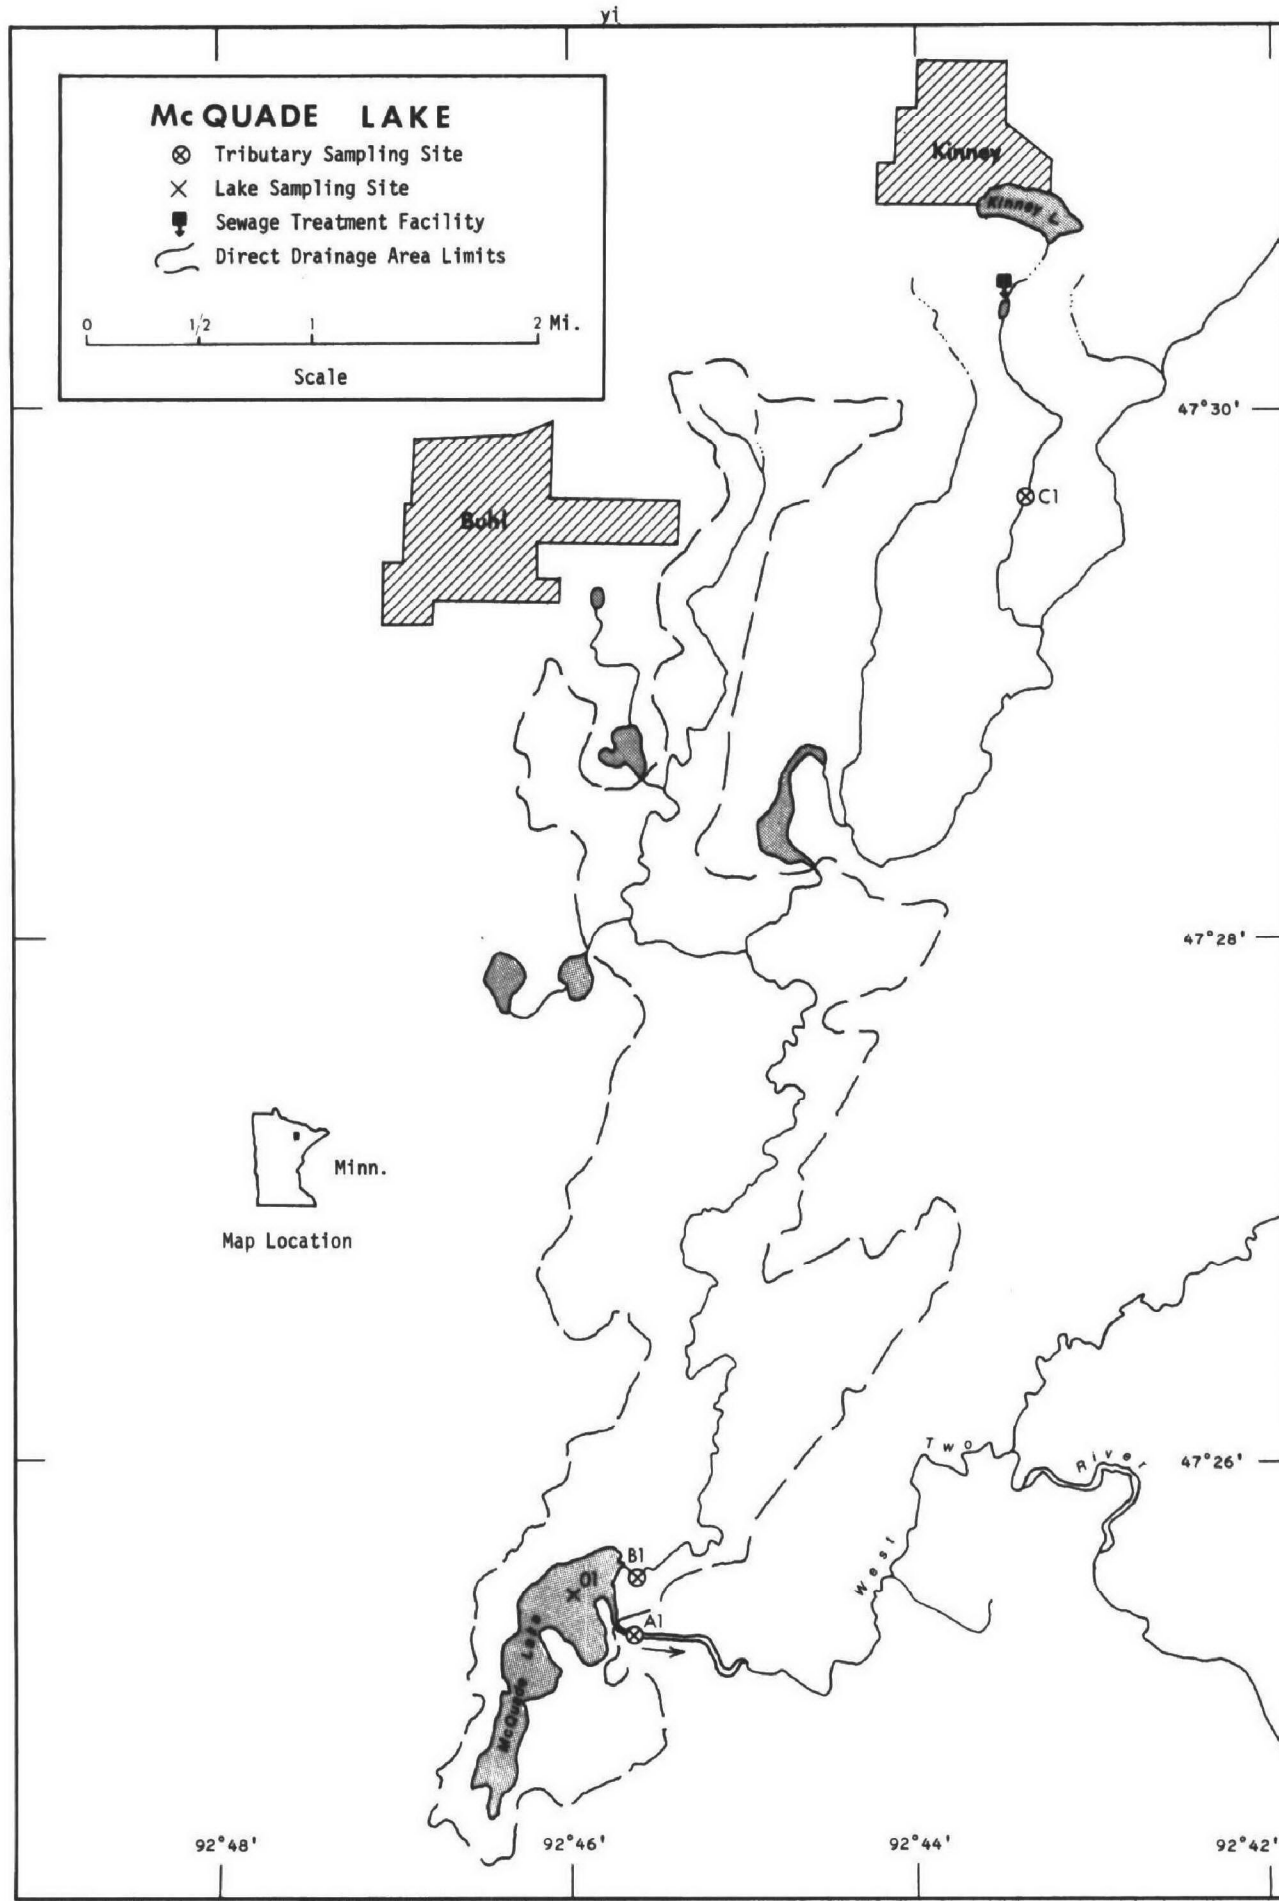 yi
McQUADE LAKE
Tributary Sampling Site
Lake Sampling Site
Sewage Treatment Facility
Direct Drainage Area Limits
0 1/2 1 2 Mi.
Scale
Kinney
Kinney L.
47°30'
C1
Buhl
47°28'
Minn.
Map Location
West Two River
47°26'
B1
01
A1
McQuade Lake
92°48' 92°46' 92°44' 92°42'